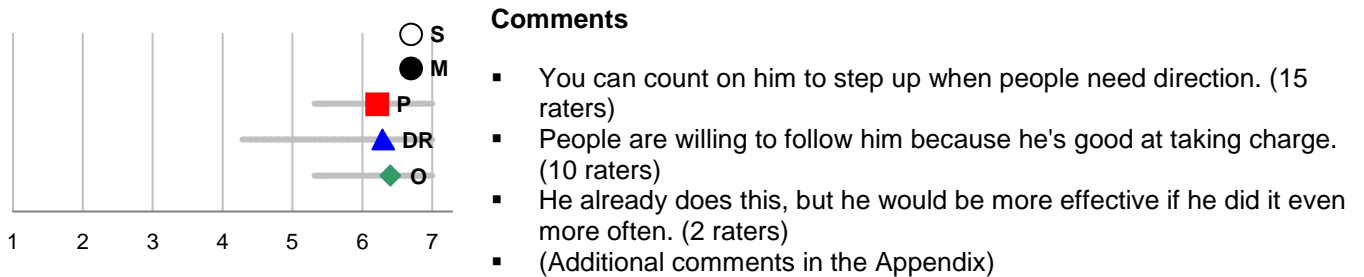 S
M
P
DR
O
1 2 3 4 5 6 7
Comments
▪ You can count on him to step up when people need direction. (15
raters)
▪ People are willing to follow him because he's good at taking charge.
(10 raters)
▪ He already does this, but he would be more effective if he did it even
more often. (2 raters)
▪ (Additional comments in the Appendix)